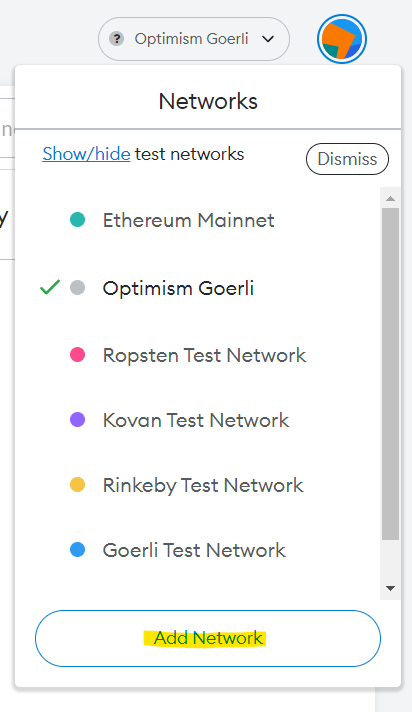 ? Optimism Goerli
Networks
Show/hide test networks
Dismiss
Ethereum Mainnet
Optimism Goerli
Ropsten Test Network
Kovan Test Network
Rinkeby Test Network
Goerli Test Network
Add Network